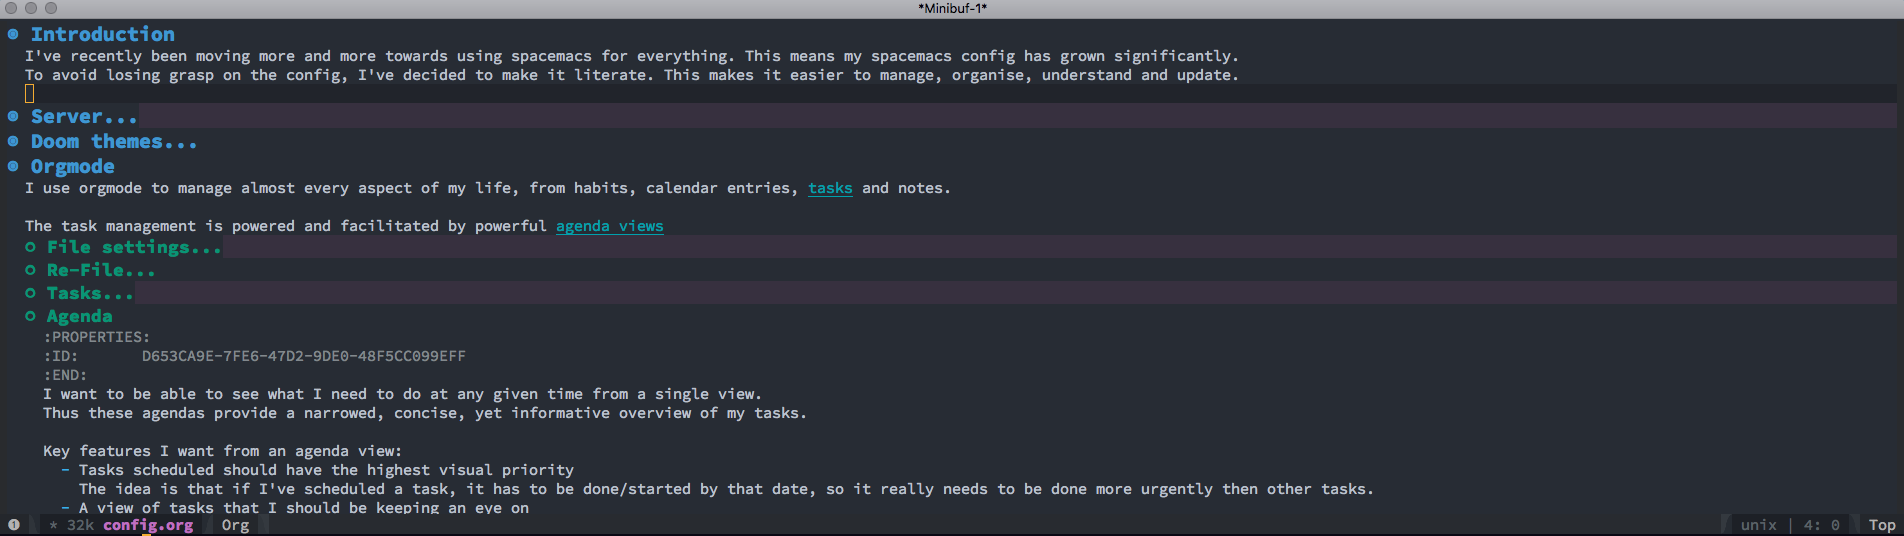 *Minibuf-1*
Introduction
I've recently been moving more and more towards using spacemacs for everything. This means my spacemacs config has grown significantly.
To avoid losing grasp on the config, I've decided to make it literate. This makes it easier to manage, organise, understand and update.
Server...
Doom themes...
Orgmode
I use orgmode to manage almost every aspect of my life, from habits, calendar entries, tasks and notes.
The task management is powered and facilitated by powerful agenda views
File settings...
Re-File...
Tasks...
Agenda
:PROPERTIES:
:ID:       D653CA9E-7FE6-47D2-9DE0-48F5CC099EFF
:END:
I want to be able to see what I need to do at any given time from a single view.
Thus these agendas provide a narrowed, concise, yet informative overview of my tasks.
Key features I want from an agenda view:
- Tasks scheduled should have the highest visual priority
The idea is that if I've scheduled a task, it has to be done/started by that date, so it really needs to be done more urgently then other tasks.
- A view of tasks that I should be keeping an eye on
1 * 32k config.org Org unix | 4: 0 Top